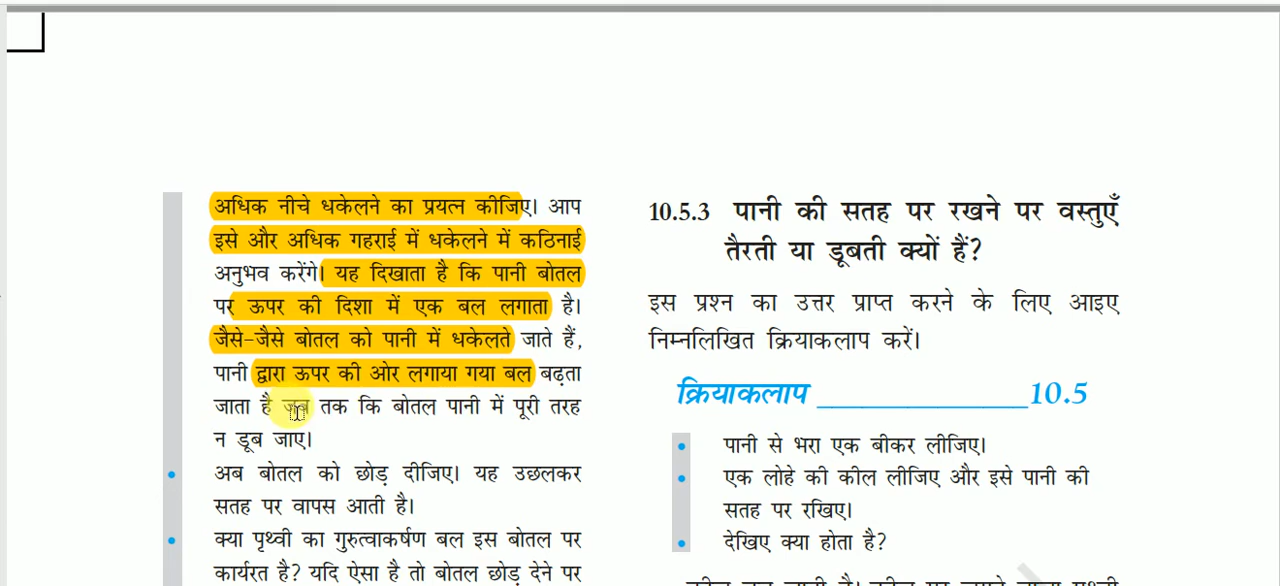 अधिक नीचे धकेलने का प्रयत्न कीजिए। आप
इसे और अधिक गहराई में धकेलने में कठिनाई
अनुभव करेंगे। यह दिखाता है कि पानी बोतल
पर ऊपर की दिशा में एक बल लगाता है।
जैसे-जैसे बोतल को पानी में धकेलते जाते हैं,
पानी द्वारा ऊपर की ओर लगाया गया बल बढ़ता
जाता है जब तक कि बोतल पानी में पूरी तरह
न डूब जाए।
• अब बोतल को छोड़ दीजिए। यह उछलकर
सतह पर वापस आती है।
• क्या पृथ्वी का गुरुत्वाकर्षण बल इस बोतल पर
कार्यरत है? यदि ऐसा है तो बोतल छोड़ देने पर
10.5.3 पानी की सतह पर रखने पर वस्तुएँ
तैरती या डूबती क्यों हैं?
इस प्रश्न का उत्तर प्राप्त करने के लिए आइए
निम्नलिखित क्रियाकलाप करें।
क्रियाकलाप ________________ 10.5
• पानी से भरा एक बीकर लीजिए।
• एक लोहे की कील लीजिए और इसे पानी की
सतह पर रखिए।
• देखिए क्या होता है?